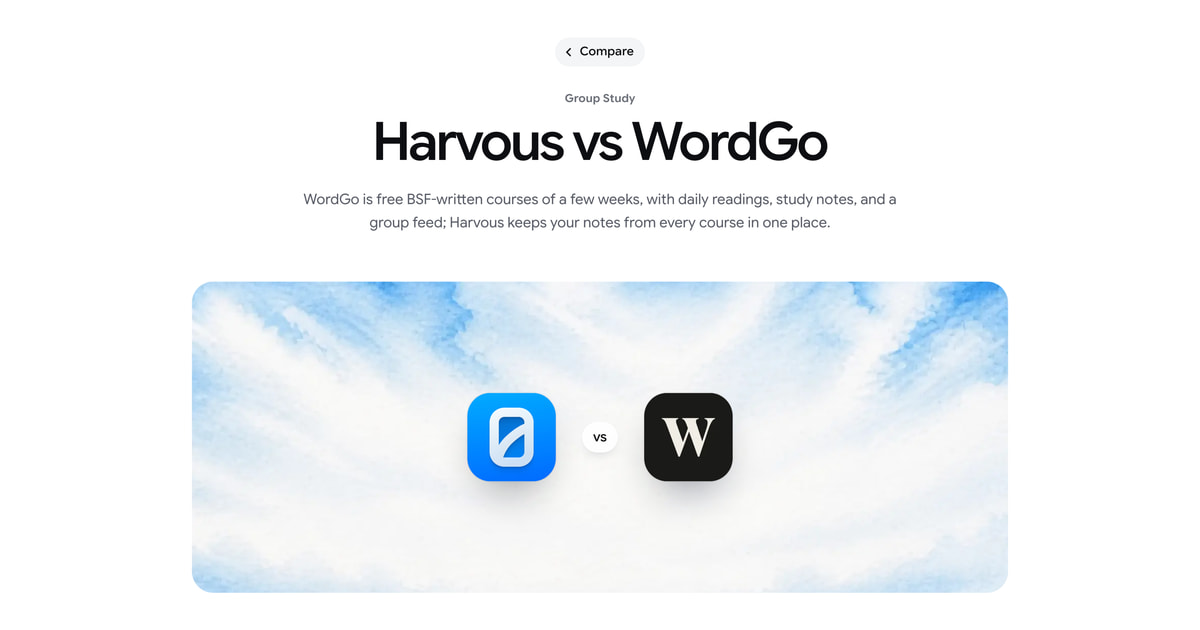 Compare
Group Study
Harvous vs WordGo
WordGo is free BSF-written courses of a few weeks, with daily readings, study notes, and a
group feed; Harvous keeps your notes from every course in one place.
vs
W